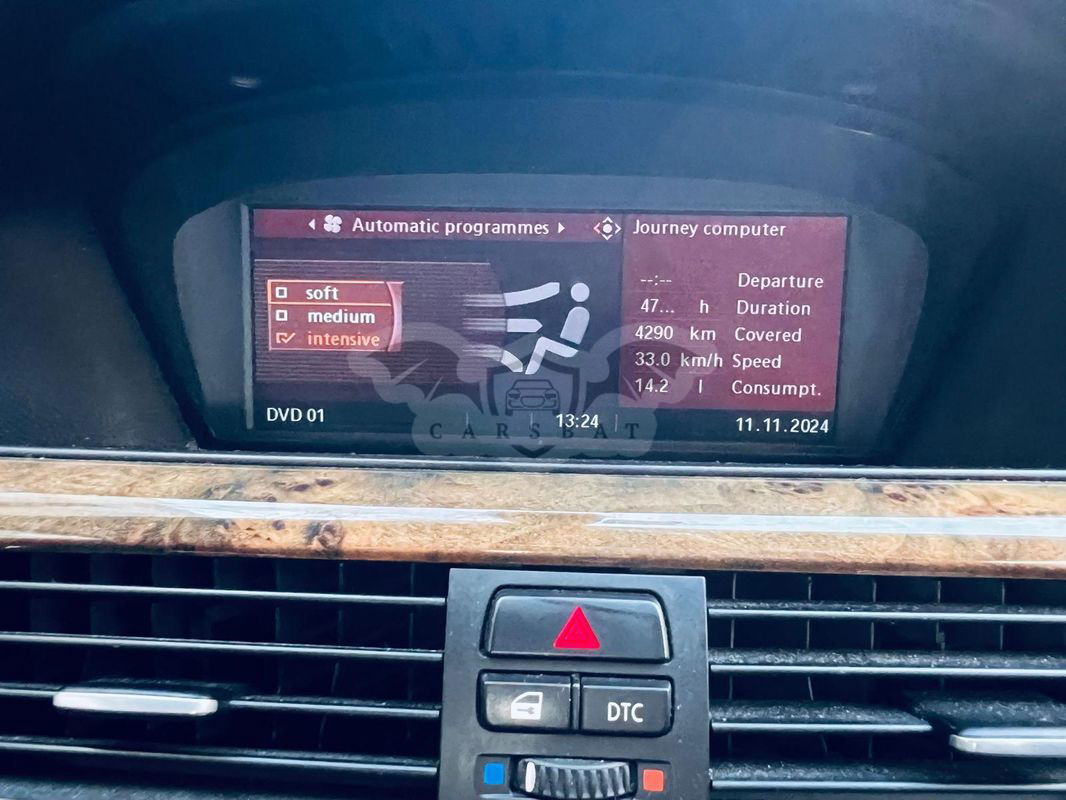 Automatic programmes
soft
medium
intensive
Journey computer
--:-- Departure
47... h Duration
4290 km Covered
33.0 km/h Speed
14.2 l Consumpt.
DVD 01 13:24 11.11.2024
CARSBAT
DTC